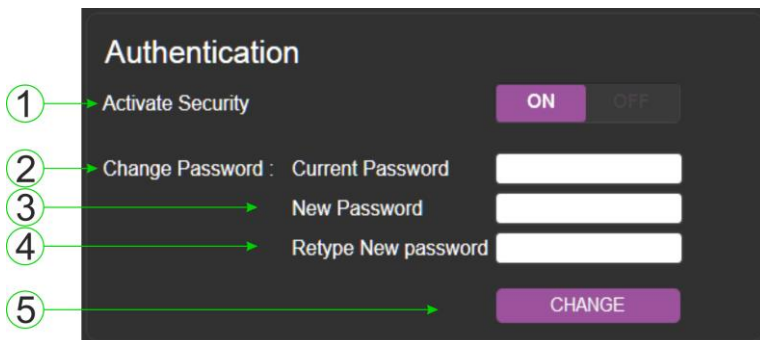 Authentication
1 Activate Security ON OFF
2 Change Password : Current Password
3 New Password
4 Retype New password
5 CHANGE